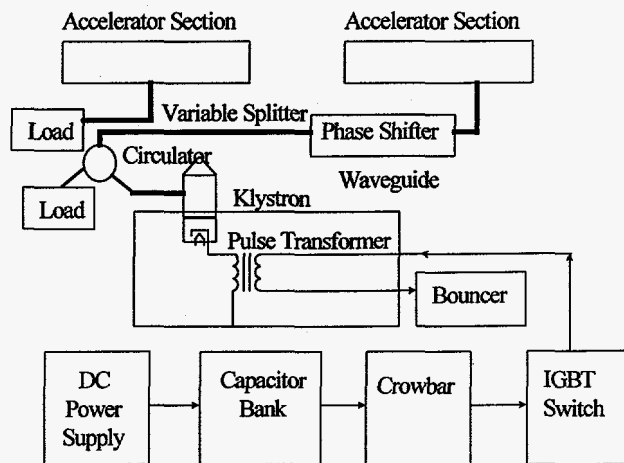 Accelerator Section
Accelerator Section
Load
Variable Splitter
Phase Shifter
Circulator
Waveguide
Load
Klystron
Pulse Transformer
Bouncer
DC
Power
Supply
Capacitor
Bank
Crowbar
IGBT
Switch